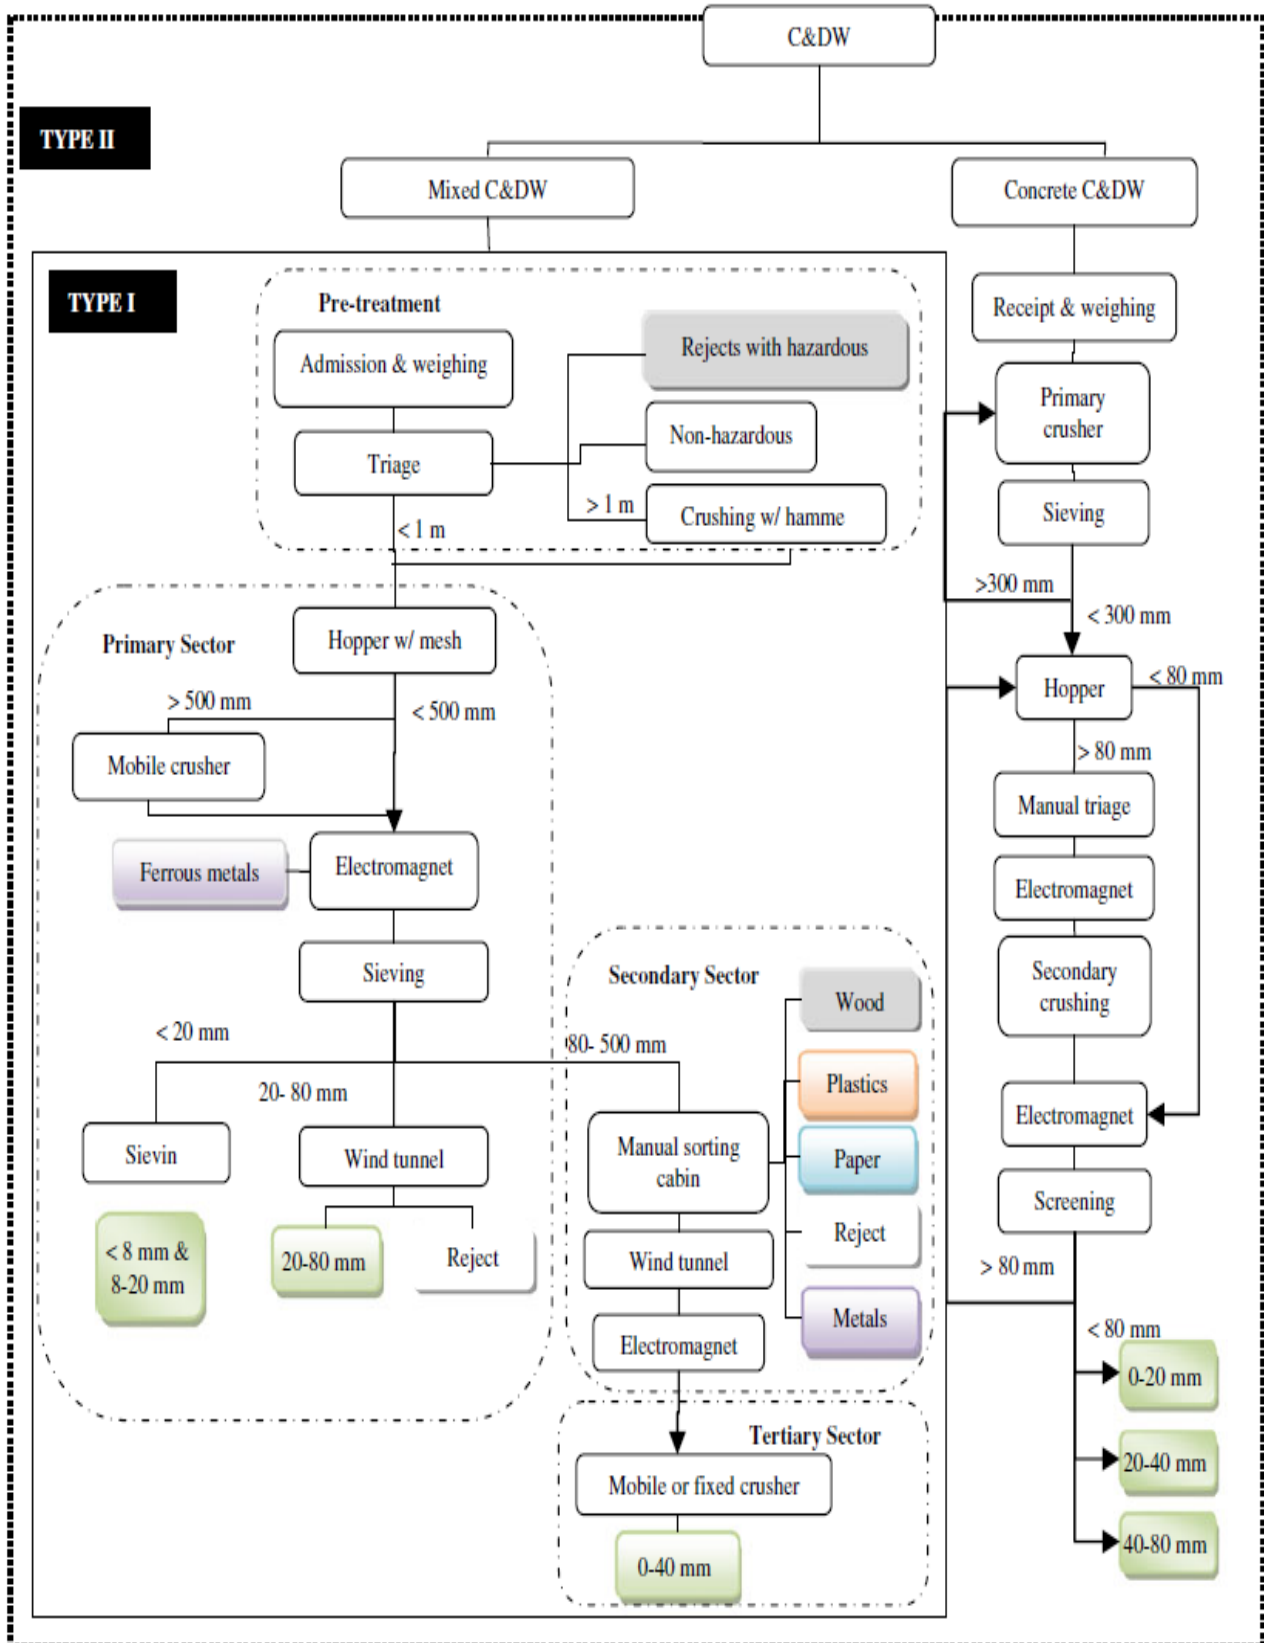 C&DW
TYPE II
Mixed C&DW
Concrete C&DW
TYPE I
Pre-treatment
Admission & weighing
Rejects with hazardous
Triage
Non-hazardous
> 1 m
Crushing w/ hamme
< 1 m
Primary Sector
Hopper w/ mesh
> 500 mm
< 500 mm
Mobile crusher
Ferrous metals
Electromagnet
Sieving
< 20 mm
20- 80 mm
80- 500 mm
Sievin
Wind tunnel
< 8 mm &
8-20 mm
20-80 mm
Reject
Secondary Sector
Manual sorting
cabin
Wood
Plastics
Paper
Reject
Metals
Wind tunnel
Electromagnet
Tertiary Sector
Mobile or fixed crusher
0-40 mm
Receipt & weighing
Primary
crusher
Sieving
>300 mm
< 300 mm
Hopper
< 80 mm
> 80 mm
Manual triage
Electromagnet
Secondary
crushing
Electromagnet
Screening
> 80 mm
< 80 mm
0-20 mm
20-40 mm
40-80 mm